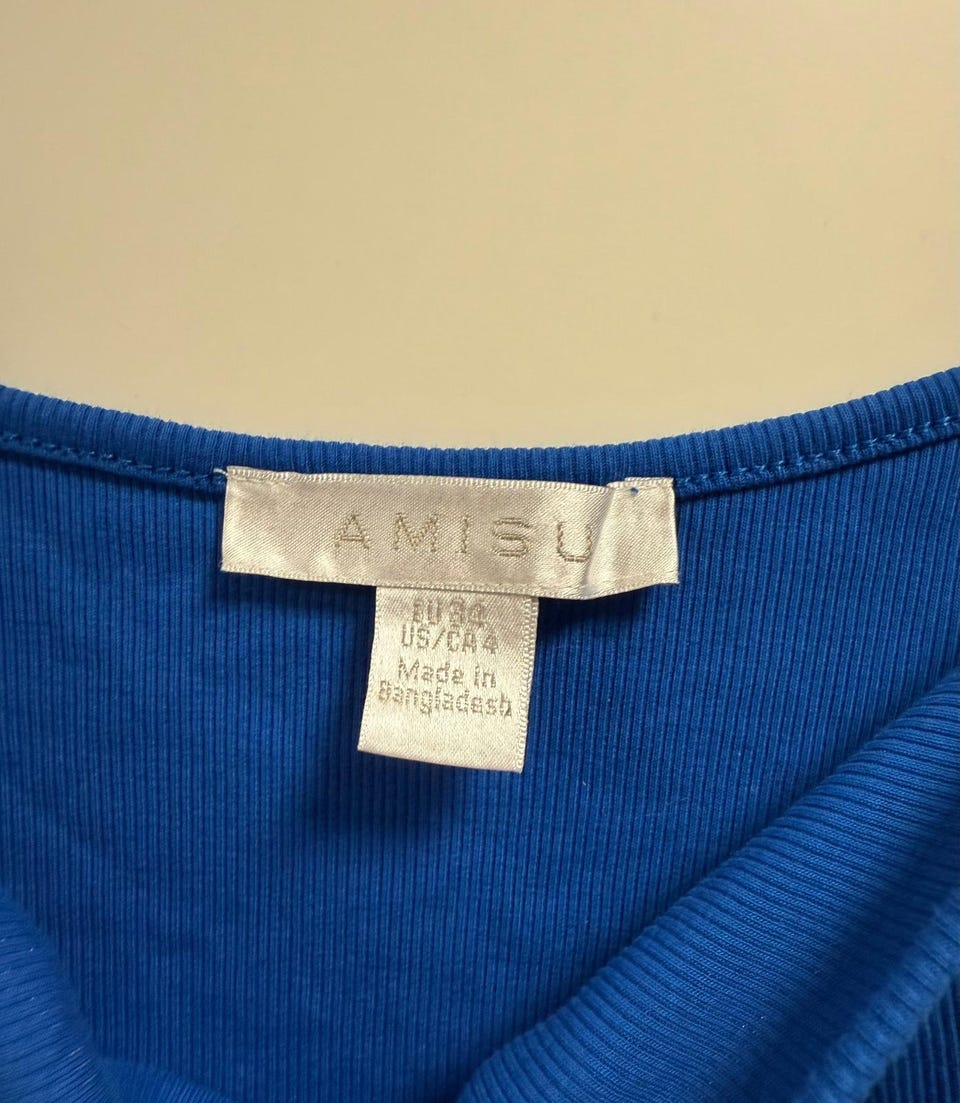 AMISU
EU 34
US/CA 4
Made in
Bangladesh